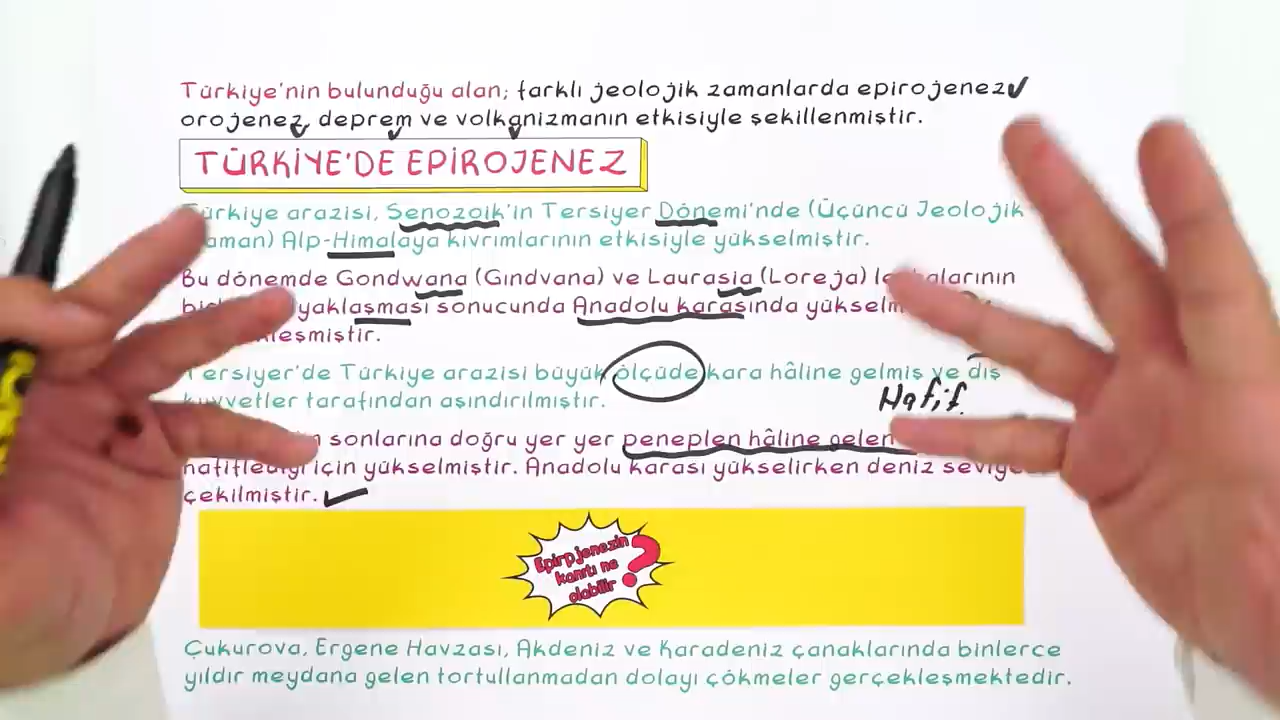 Türkiye'nin bulunduğu alan; farklı jeolojik zamanlarda epirojenez
orojenez, deprem ve volkanizmanın etkisiyle şekillenmiştir.
TÜRKİYE'DE EPİROJENEZ
Türkiye arazisi, Senozoik'in Tersiyer Dönemi'nde (Üçüncü Jeolojik
Zaman) Alp-Himalaya kıvrımlarının etkisiyle yükselmiştir.
Bu dönemde Gondwana (Gındvana) ve Laurasia (Loreja)
yaklaşması sonucunda Anadolu karasında
Tersiyer'de Türkiye arazisi büyük ölçüde kara hâline gelmiş ve dış
kuvvetler tarafından aşındırılmıştır.
Hafif
sonlarına doğru yer yer peneplen hâline gelen
hafiflediği için yükselmiştir. Anadolu karası yükselirken deniz
çekilmiştir.
Epirpjenezin
kanıtı ne
olabilir
?
Çukurova, Ergene Havzası, Akdeniz ve Karadeniz çanaklarında binlerce
yıldır meydana gelen tortullanmadan dolayı çökmeler gerçekleşmektedir.